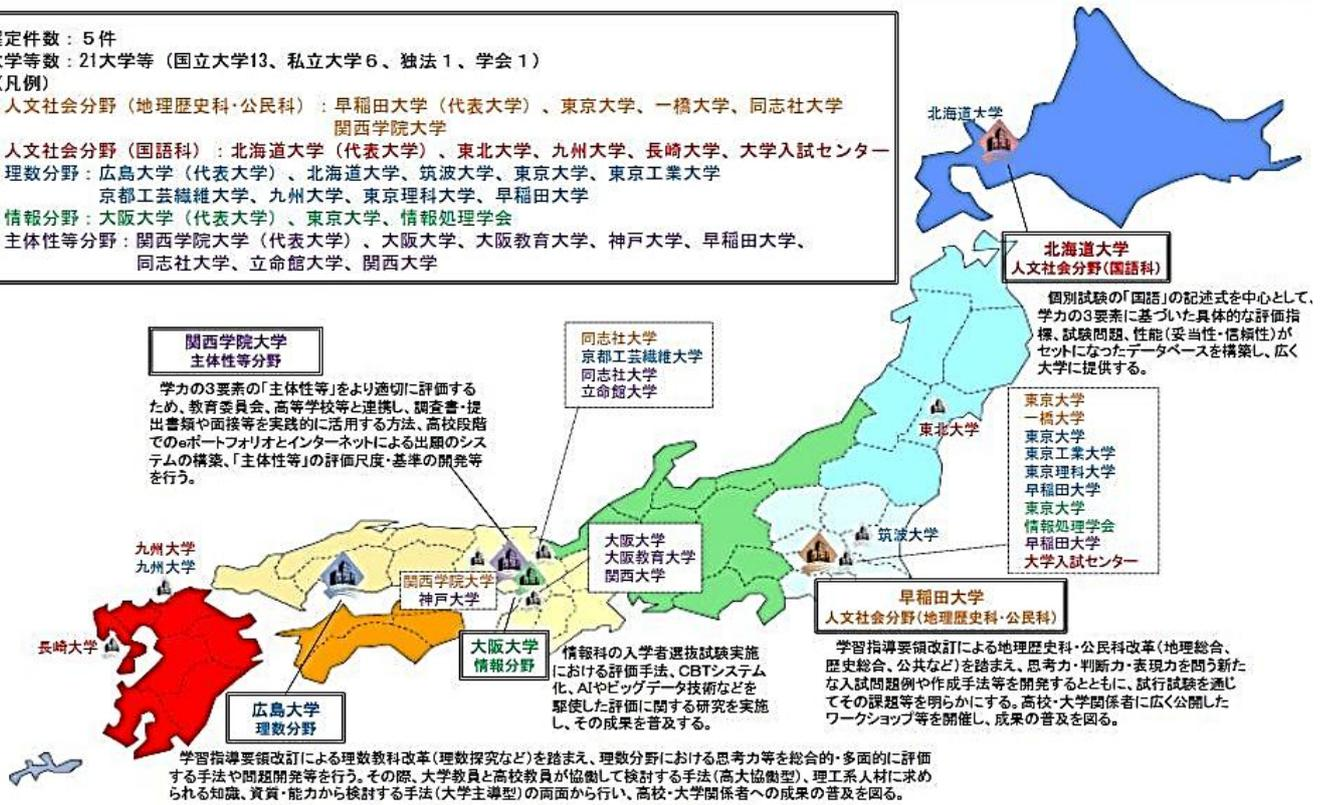 定件数：５件
学等数：21大学等（国立大学13、私立大学６、独法１、学会１）
（凡例）
人文社会分野（地理歴史科・公民科）：早稲田大学（代表大学）、東京大学、一橋大学、同志社大学
関西学院大学
人文社会分野（国語科）：北海道大学（代表大学）、東北大学、九州大学、長崎大学、大学入試センター
理数分野：広島大学（代表大学）、北海道大学、筑波大学、東京大学、東京工業大学
京都工芸繊維大学、九州大学、東京理科大学、早稲田大学
情報分野：大阪大学（代表大学）、東京大学、情報処理学会
主体性等分野：関西学院大学（代表大学）、大阪大学、大阪教育大学、神戸大学、早稲田大学、
同志社大学、立命館大学、関西大学
北海道大学
北海道大学
人文社会分野（国語科）
個別試験の「国語」の記述式を中心として、
学力の３要素に基づいた具体的な評価指
標、試験問題、性能（妥当性・信頼性）が
セットになったデータベースを構築し、広く
大学に提供する。
関西学院大学
主体性等分野
学力の３要素の「主体性等」をより適切に評価する
ため、教育委員会、高等学校等と連携し、調査書・提
出書類や面接等を実践的に活用する方法、高校段階
でのeポートフォリオとインターネットによる出願のシス
テムの構築、「主体性等」の評価尺度・基準の開発等
を行う。
同志社大学
京都工芸繊維大学
同志社大学
立命館大学
東北大学
東京大学
一橋大学
東京大学
東京工業大学
東京理科大学
早稲田大学
東京大学
情報処理学会
早稲田大学
大学入試センター
筑波大学
大阪大学
大阪教育大学
関西大学
九州大学
九州大学
関西学院大学
神戸大学
長崎大学
早稲田大学
人文社会分野（地理歴史科・公民科）
学習指導要領改訂による地理歴史科・公民科改革（地理総合、
歴史総合、公共など）を踏まえ、思考力・判断力・表現力を問う新た
な入試問題例や作成手法等を開発するとともに、試行試験を通じ
てその課題等を明らかにする。高校・大学関係者に広く公開した
ワークショップ等を開催し、成果の普及を図る。
大阪大学
情報分野
情報科の入学者選抜試験実施
における評価手法、CBTシステム
化、AIやビッグデータ技術などを
駆使した評価に関する研究を実施
し、その成果を普及する。
広島大学
理数分野
学習指導要領改訂による理数教科改革（理数探究など）を踏まえ、理数分野における思考力等を総合的・多面的に評価
する手法や問題開発等を行う。その際、大学教員と高校教員が協働して検討する手法（高大協働型）、理工系人材に求め
られる知識、資質・能力から検討する手法（大学主導型）の両面から行い、高校・大学関係者への成果の普及を図る。